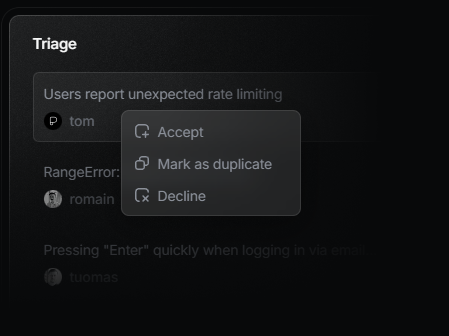 Triage
Users report unexpected rate limiting
tom
Accept
RangeError:
Mark as duplicate
romain
Decline
Pressing "Enter" quickly when logging in via email
tuomas